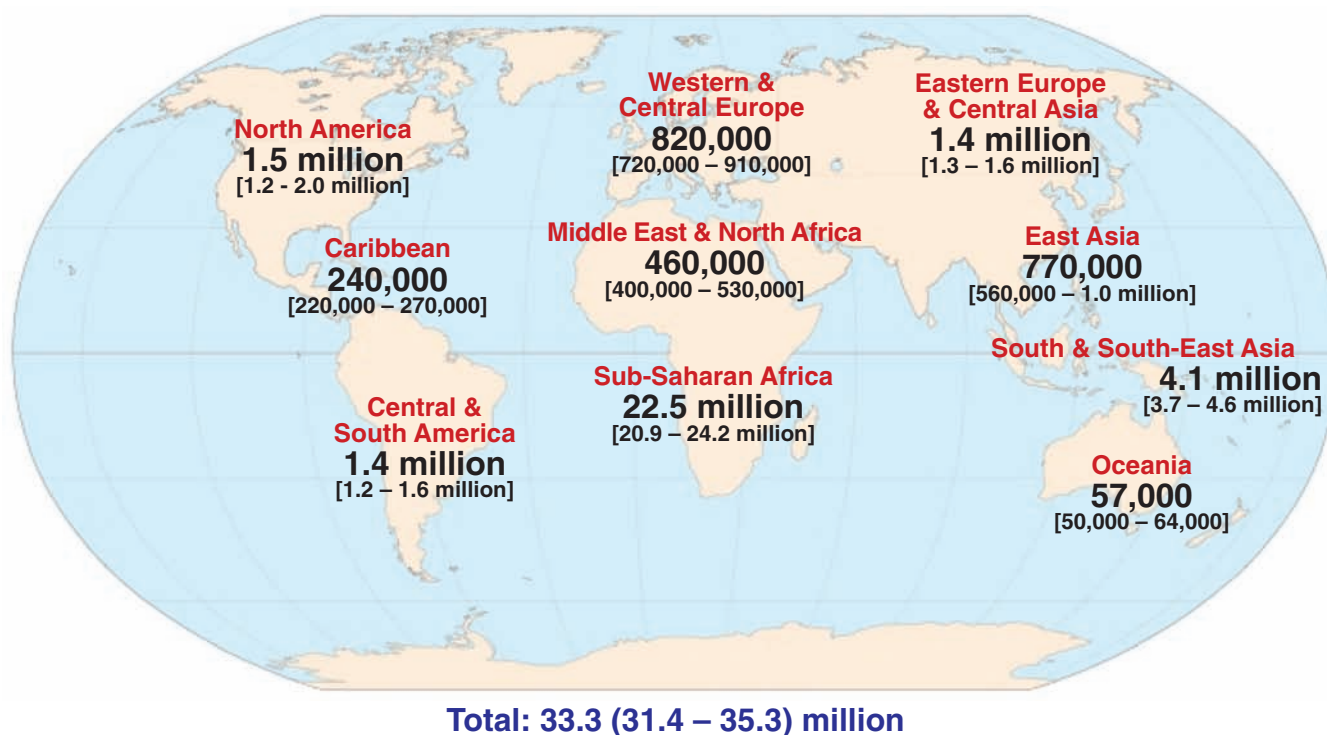 Western &
Central Europe
820,000
[720,000 – 910,000]
Eastern Europe
& Central Asia
1.4 million
[1.3 – 1.6 million]
North America
1.5 million
[1.2 - 2.0 million]
Middle East & North Africa
460,000
[400,000 – 530,000]
East Asia
770,000
[560,000 – 1.0 million]
Caribbean
240,000
[220,000 – 270,000]
South & South-East Asia
4.1 million
[3.7 – 4.6 million]
Sub-Saharan Africa
22.5 million
[20.9 – 24.2 million]
Central &
South America
1.4 million
[1.2 – 1.6 million]
Oceania
57,000
[50,000 – 64,000]
Total: 33.3 (31.4 – 35.3) million